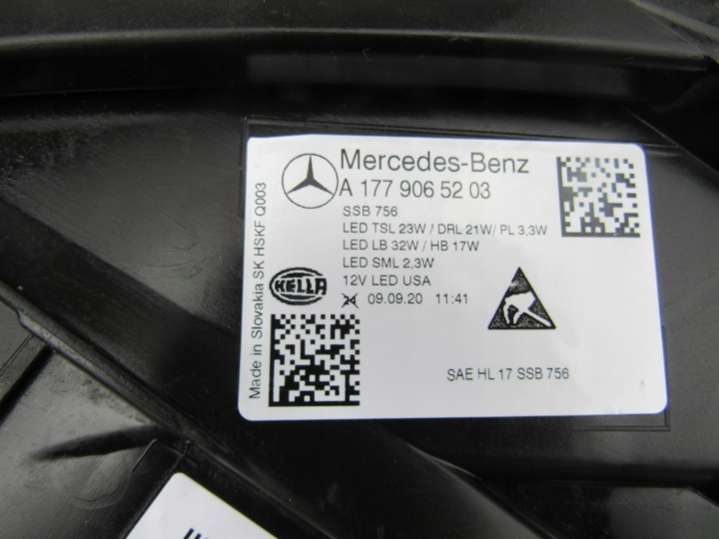 Mercedes-Benz
A 177 906 52 03
SSB 756
LED TSL 23W / DRL 21W/ PL 3,3W
LED LB 32W / HB 17W
LED SML 2,3W
12V LED USA
HELLA
09.09.20 11:41
SAE HL 17 SSB 756
Made in Slovakia SK HSKF Q003